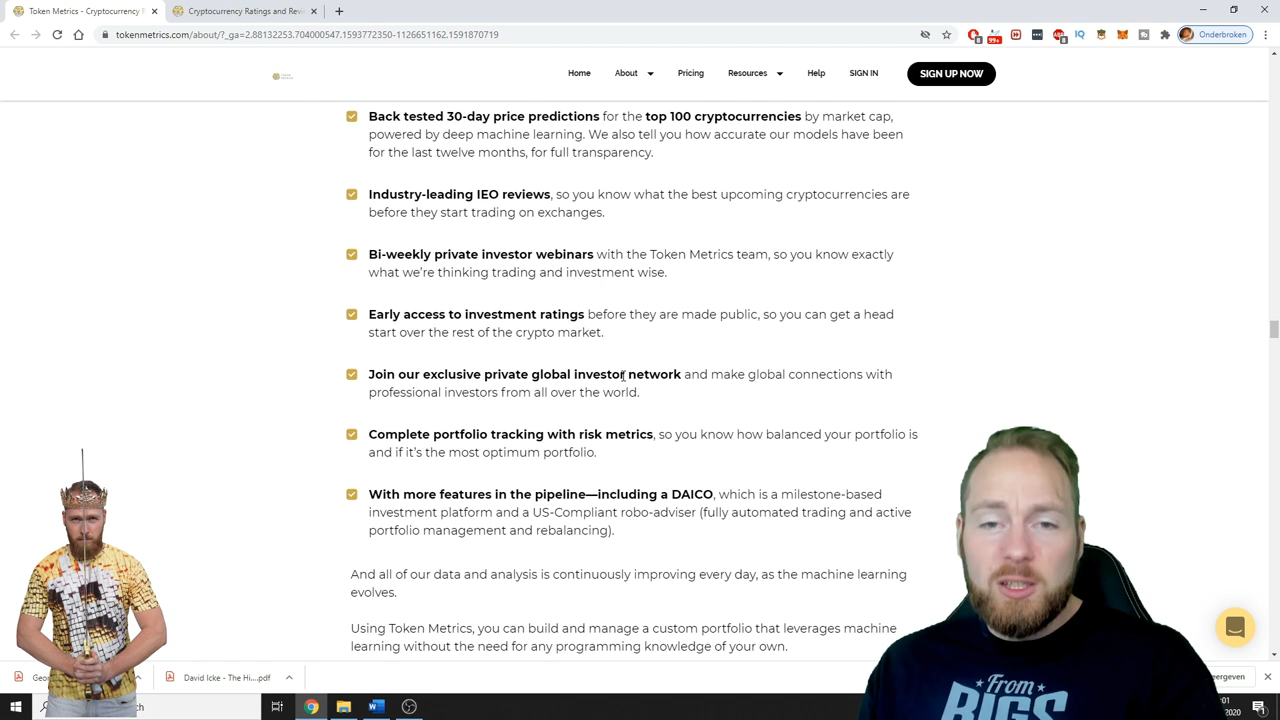 Token Metrics - Cryptocurrency P
Cryptocurrency Ratings and Rev
tokenmetrics.com/about/?_ga=2.88132253.704000547.1593772350-1126651162.1591870719
8
99+
8
IQ
Onderbroken
Home
About
Pricing
Resources
Help
SIGN IN
SIGN UP NOW
Back tested 30-day price predictions for the top 100 cryptocurrencies by market cap,
powered by deep machine learning. We also tell you how accurate our models have been
for the last twelve months, for full transparency.
Industry-leading IEO reviews, so you know what the best upcoming cryptocurrencies are
before they start trading on exchanges.
Bi-weekly private investor webinars with the Token Metrics team, so you know exactly
what we're thinking trading and investment wise.
Early access to investment ratings before they are made public, so you can get a head
start over the rest of the crypto market.
Join our exclusive private global investor network and make global connections with
professional investors from all over the world.
Complete portfolio tracking with risk metrics, so you know how balanced your portfolio is
and if it's the most optimum portfolio.
With more features in the pipeline—including a DAICO, which is a milestone-based
investment platform and a US-Compliant robo-adviser (fully automated trading and active
portfolio management and rebalancing).
And all of our data and analysis is continuously improving every day, as the machine learning
evolves.
Using Token Metrics, you can build and manage a custom portfolio that leverages machine
learning without the need for any programming knowledge of your own.
Geor
David Icke - The Hi....pdf
eergeven
rch
:01
2020
From
RIGS